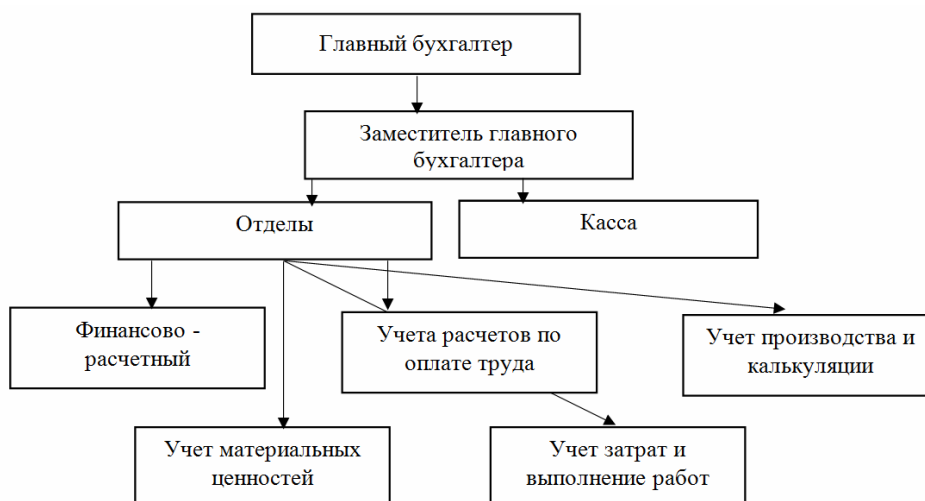 Главный бухгалтер
Заместитель главного
бухгалтера
Отделы
Касса
Финансово -
расчетный
Учета расчетов по
оплате труда
Учет производства и
калькуляции
Учет материальных
ценностей
Учет затрат и
выполнение работ